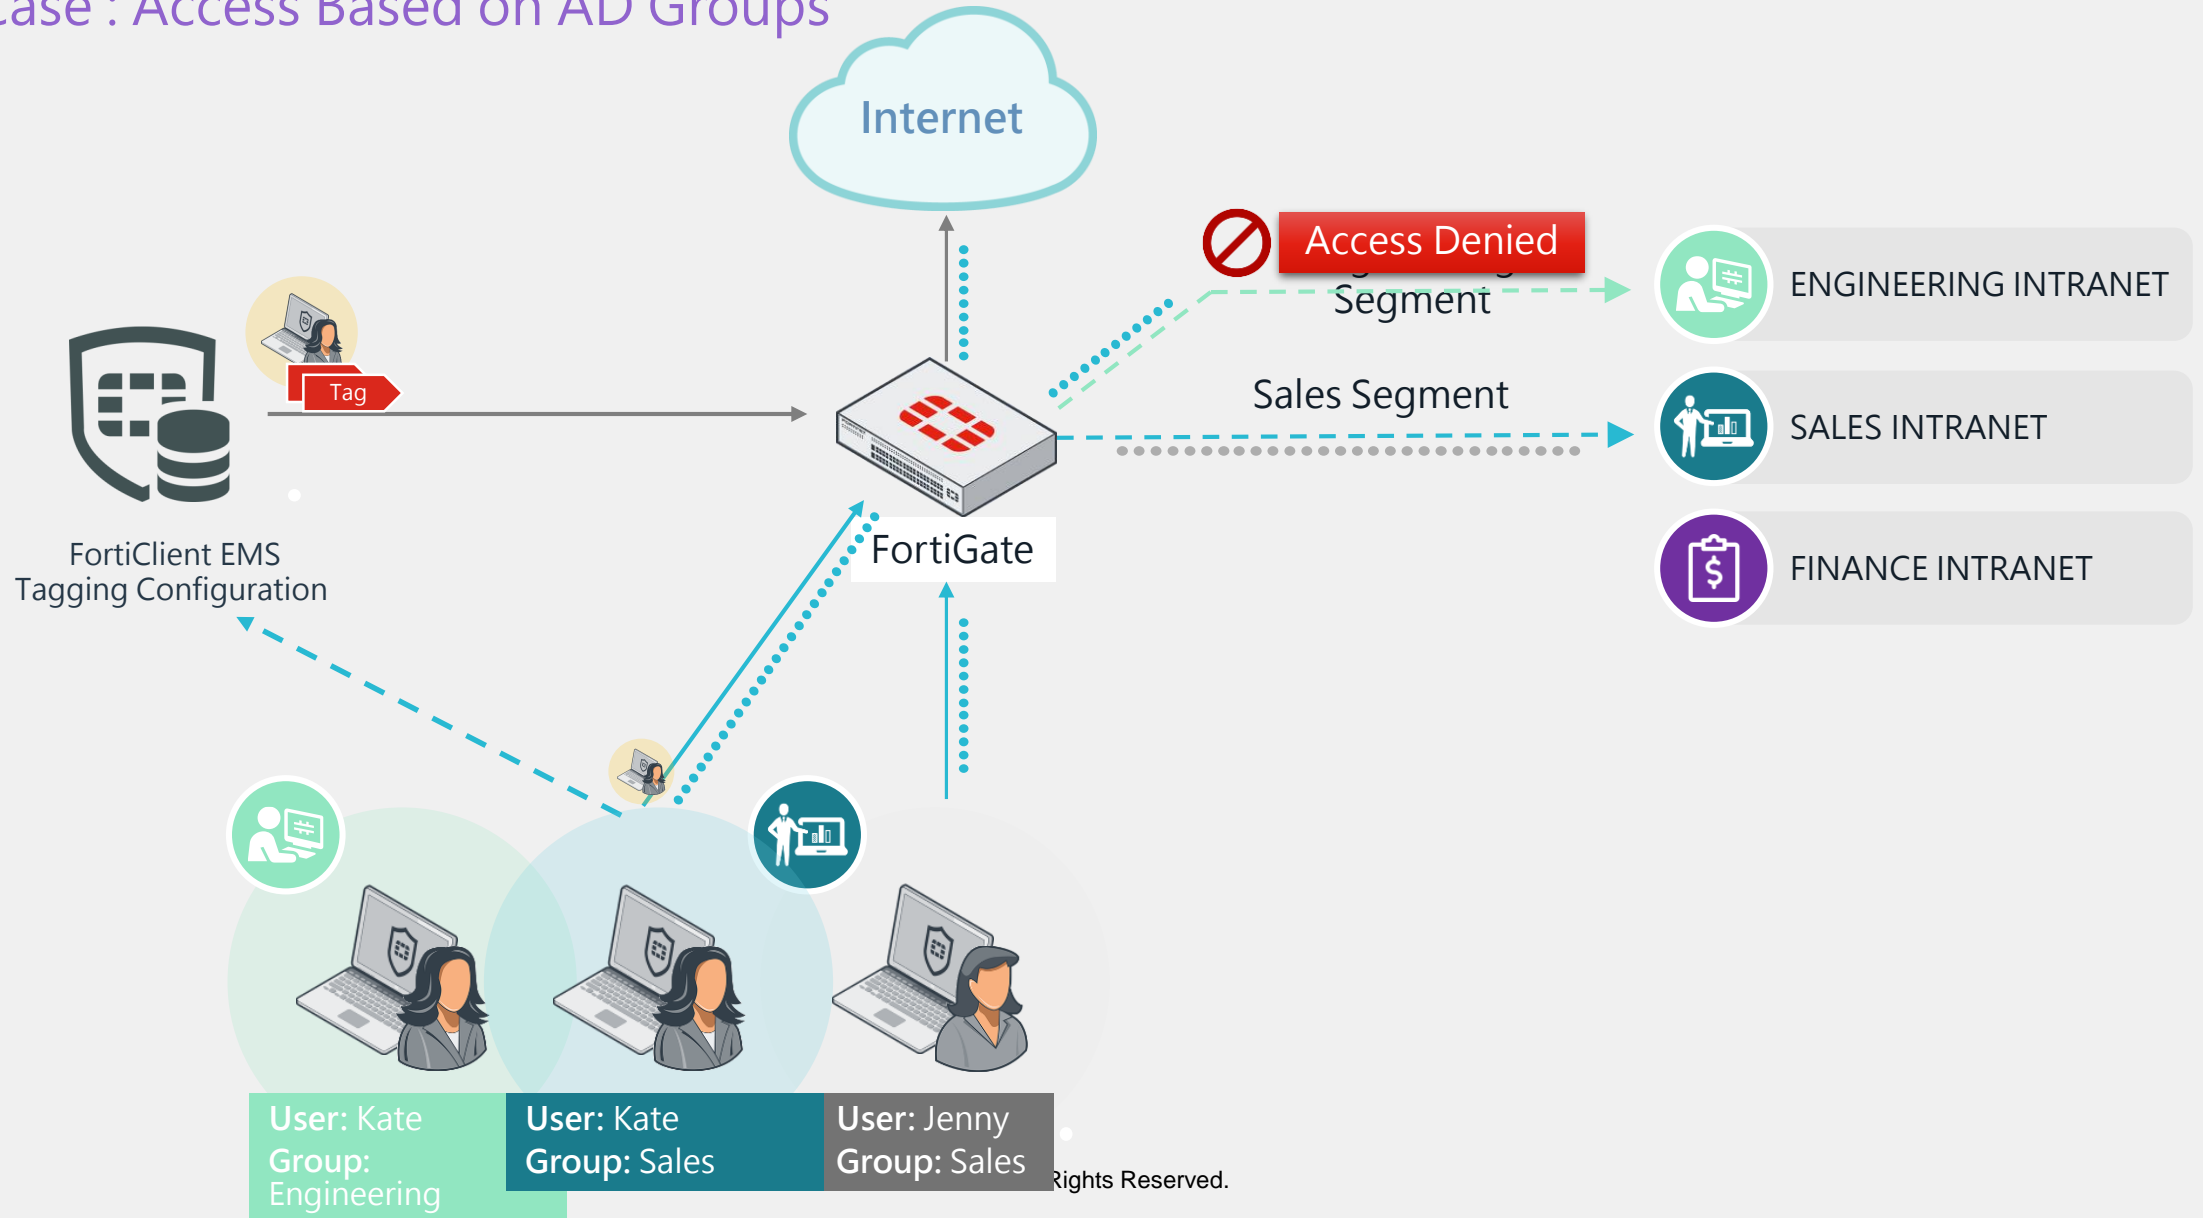 Case : Access Based on AD Groups
Internet
Access Denied
Segment
ENGINEERING INTRANET
Tag
Sales Segment
SALES INTRANET
FortiGate
FortiClient EMS
Tagging Configuration
FINANCE INTRANET
User: Kate
Group:
Engineering
User: Kate
Group: Sales
User: Jenny
Group: Sales
Rights Reserved.